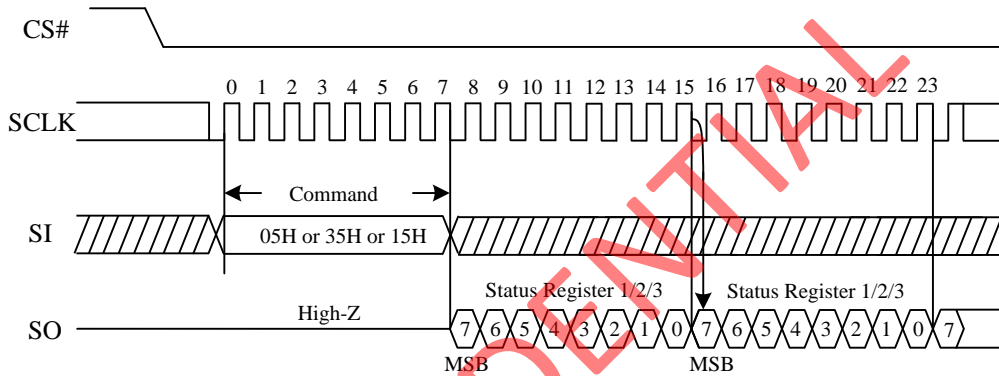 CS#
0 1 2 3 4 5 6 7 8 9 10 11 12 13 14 15 16 17 18 19 20 21 22 23
SCLK
Command
SI
05H or 35H or 15H
Status Register 1/2/3 Status Register 1/2/3
High-Z
SO
7 6 5 4 3 2 1 0 7 6 5 4 3 2 1 0 7
MSB MSB
DENTIAL